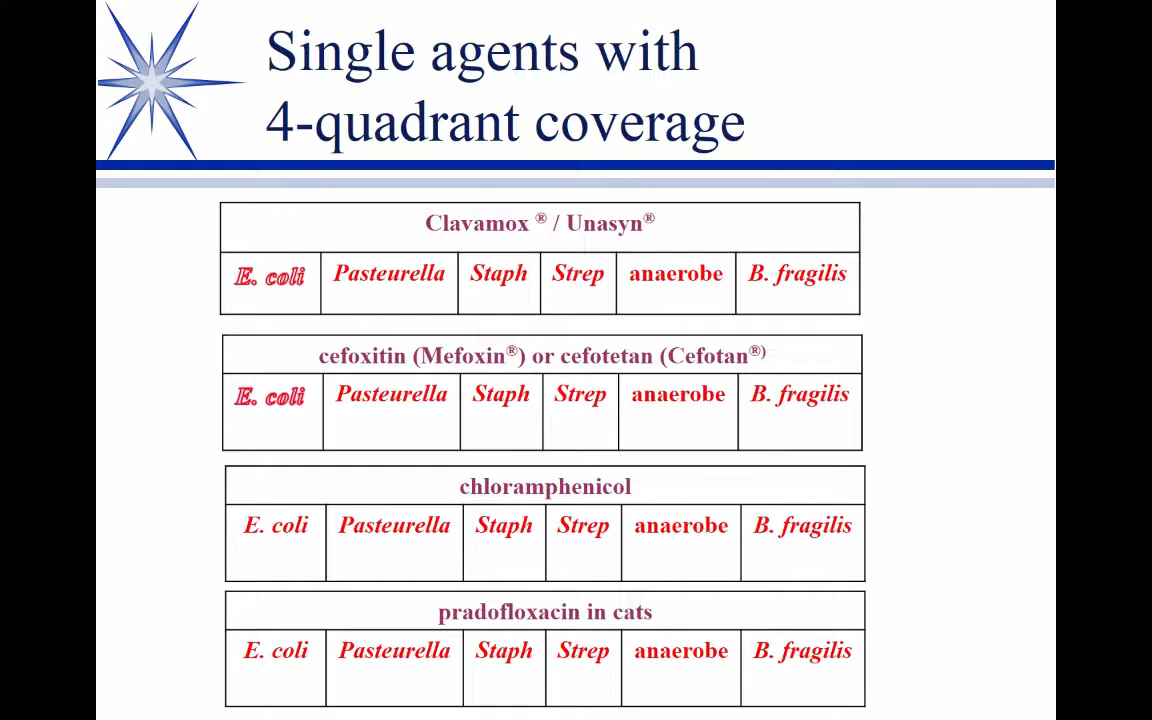 Single agents with
4-quadrant coverage
Clavamox ® / Unasyn®
E. coli Pasteurella Staph Strep anaerobe B. fragilis
cefoxitin (Mefoxin®) or cefotetan (Cefotan®)
E. coli Pasteurella Staph Strep anaerobe B. fragilis
chloramphenicol
E. coli Pasteurella Staph Strep anaerobe B. fragilis
pradofloxacin in cats
E. coli Pasteurella Staph Strep anaerobe B. fragilis